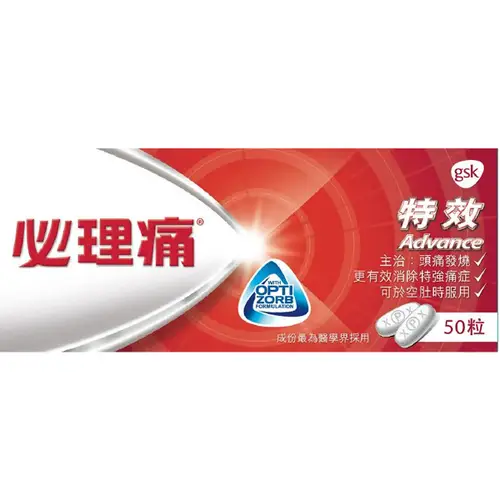 gsk
必理痛®
特效
Advance
主治：頭痛發燒✓
更有效消除特強痛症✓
可於空肚時服用✓
WITH
OPTI
ZORB
FORMULATION
成份最為醫學界採用
50粒
X P X
X P X